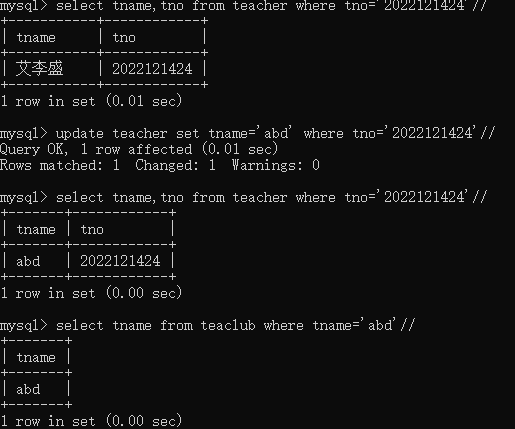 mysql> select tname,tno from teacher where tno='2022121424'//
+-----------+------------+
| tname     | tno        |
+-----------+------------+
| 艾李盛    | 2022121424 |
+-----------+------------+
1 row in set (0.01 sec)
mysql> update teacher set tname='abd' where tno='2022121424'//
Query OK, 1 row affected (0.01 sec)
Rows matched: 1  Changed: 1  Warnings: 0
mysql> select tname,tno from teacher where tno='2022121424'//
+-------+------------+
| tname | tno        |
+-------+------------+
| abd   | 2022121424 |
+-------+------------+
1 row in set (0.00 sec)
mysql> select tname from teaclub where tname='abd'//
+-------+
| tname |
+-------+
| abd   |
+-------+
1 row in set (0.00 sec)